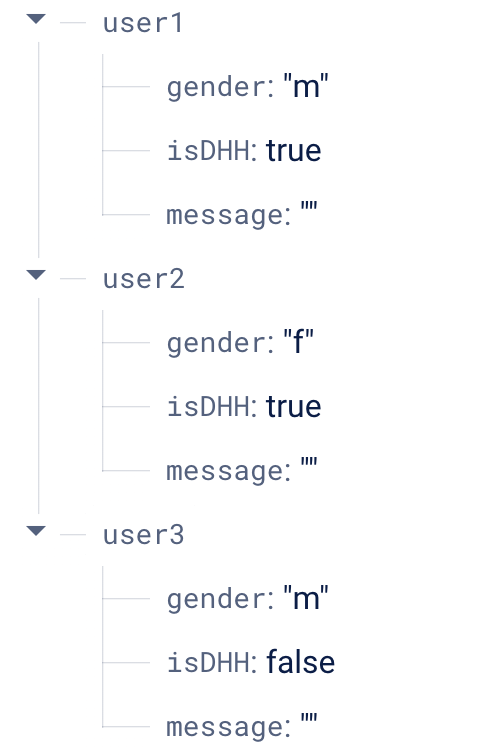 user1
gender: "m"
isDHH: true
message: ""
user2
gender: "f"
isDHH: true
message: ""
user3
gender: "m"
isDHH: false
message: ""